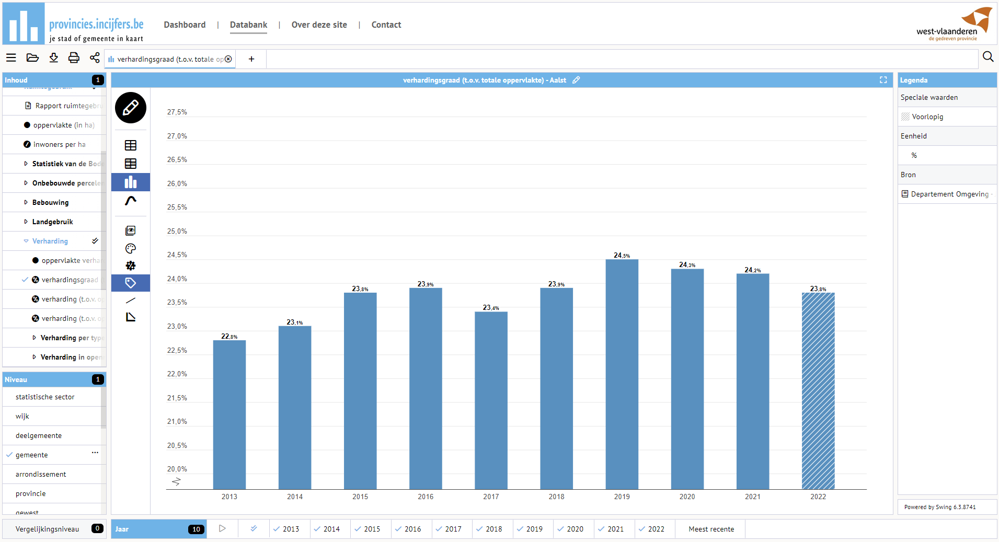 provincies.incijfers.be
je stad of gemeente in kaart
Dashboard | Databank | Over deze site | Contact
west-vlaanderen
de gedreven provincie
verhardingsgraad (t.o.v. totale op
+
Inhoud 1
Ruimtegebruik
Rapport ruimtegebru
oppervlakte (in ha)
inwoners per ha
Statistiek van de Bode
Onbebouwde percelen
Bebouwing
Landgebruik
Verharding
oppervlakte verhar
verhardingsgraad
verharding (t.o.v. op
verharding (t.o.v. op
Verharding per type
Verharding in open
Niveau 1
statistische sector
wijk
deelgemeente
gemeente ...
arrondissement
provincie
gewest
Vergelijkingsniveau 0
verhardingsgraad (t.o.v. totale oppervlakte) - Aalst
27,5%
27,0%
26,5%
26,0%
25,5%
25,0%
24,5%
24,0%
23,5%
23,0%
22,5%
22,0%
21,5%
21,0%
20,5%
20,0%
22,8%
23,1%
23,8%
23,9%
23,4%
23,9%
24,5%
24,3%
24,2%
23,8%
2013 2014 2015 2016 2017 2018 2019 2020 2021 2022
Legenda
Speciale waarden
Voorlopig
Eenheid
%
Bron
Departement Omgeving -
Powered by Swing 6.3.8741
Jaar 10
2013 2014 2015 2016 2017 2018 2019 2020 2021 2022 Meest recente